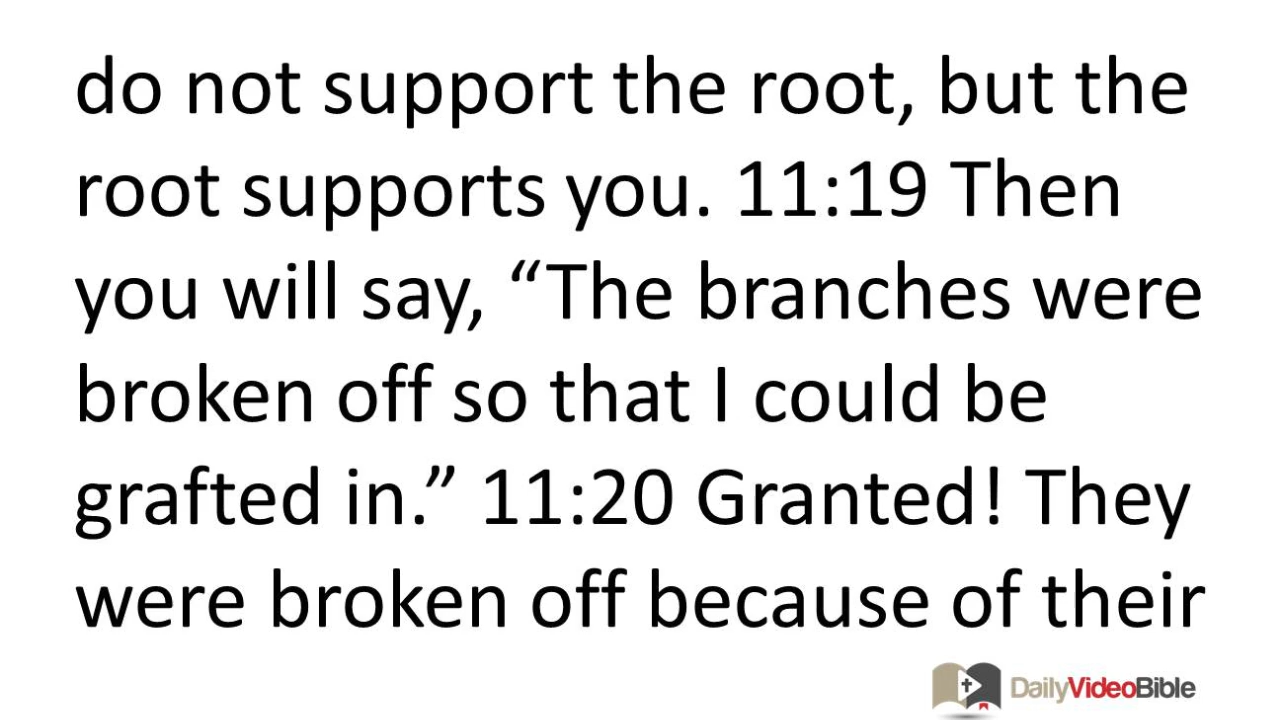 do not support the root, but the
root supports you. 11:19 Then
you will say, “The branches were
broken off so that I could be
grafted in.” 11:20 Granted! They
were broken off because of their
DailyVideoBible